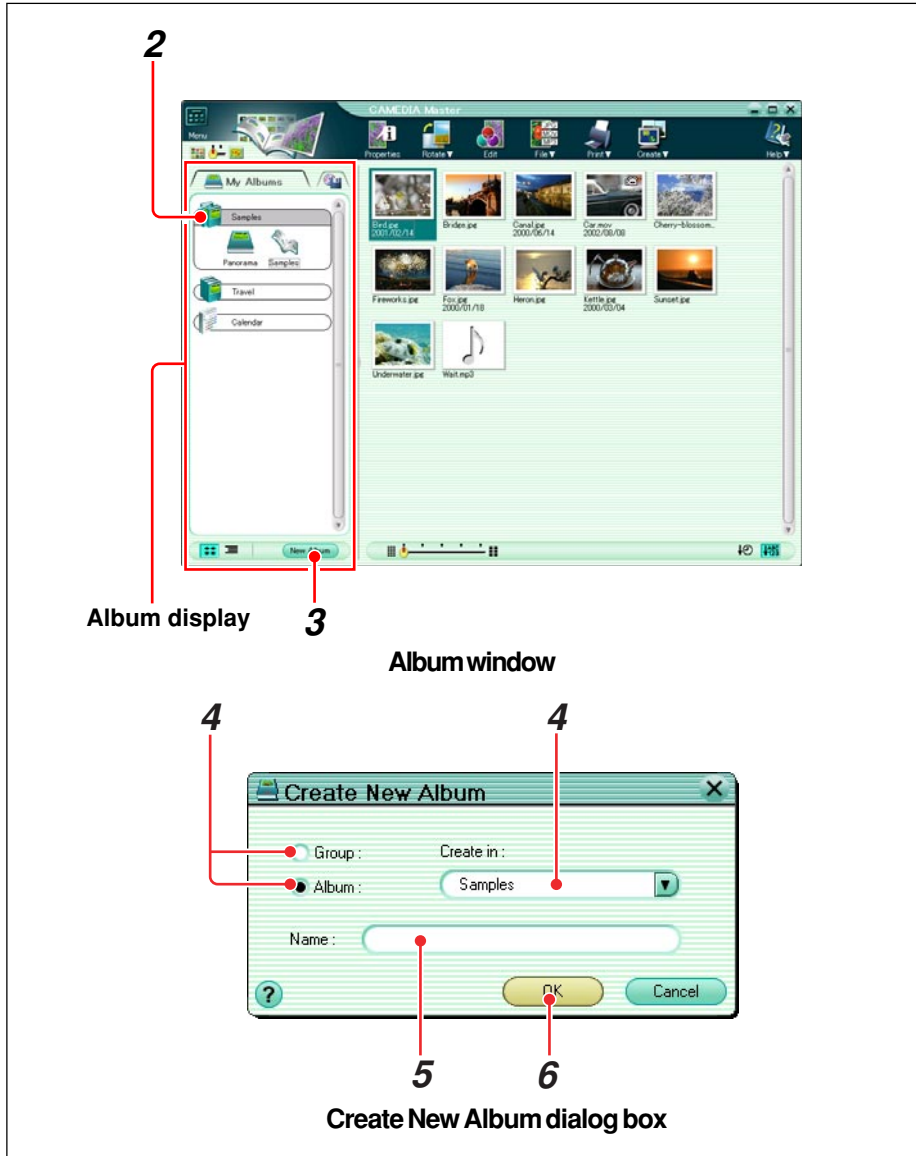 2
CAMEDIA Master
Menu
Properties Rotate▼ Edit File▼ Print▼ Create▼ Help▼
My Albums
Samples
Panorama Samples
Travel
Calendar
Bird.jpg
2001/02/14
Bridge.jpg
Canal.jpg
2000/06/14
Car.mov
2002/08/08
Cherry-blossom...
Fireworks.jpg
Fox.jpg
2000/01/18
Heron.jpg
Kettle.jpg
2000/03/04
Sunset.jpg
Underwater.jpg
Wait.mp3
New Album
Album display
3
Album window
4 4
Create New Album
Group :
Create in :
Album :
Samples
Name :
?
OK
Cancel
5 6
Create New Album dialog box